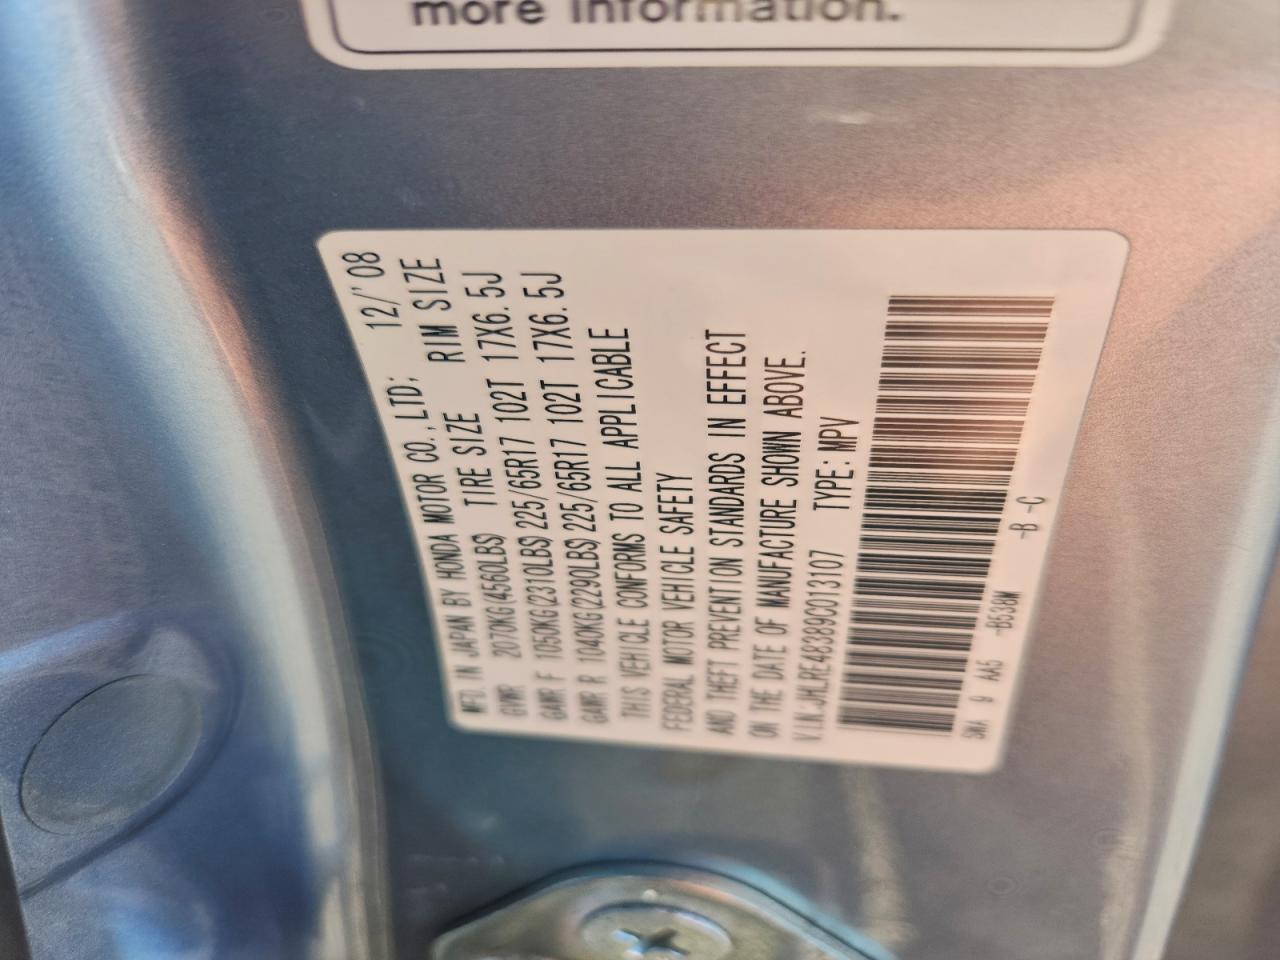 more information.
MFD. IN JAPAN BY HONDA MOTOR CO., LTD; 12/'08
GVWR 2070KG(4560LBS) TIRE SIZE RIM SIZE
GAWR F 1050KG(2310LBS)225/65R17 102T 17X6.5J
GAWR R 1040KG(2290LBS)225/65R17 102T 17X6.5J
THIS VEHICLE CONFORMS TO ALL APPLICABLE
FEDERAL MOTOR VEHICLE SAFETY
AND THEFT PREVENTION STANDARDS IN EFFECT
ON THE DATE OF MANUFACTURE SHOWN ABOVE.
V.I.N:JHLRE48389C013107 TYPE: MPV
SWA 9 AA5 -B538M -B -C